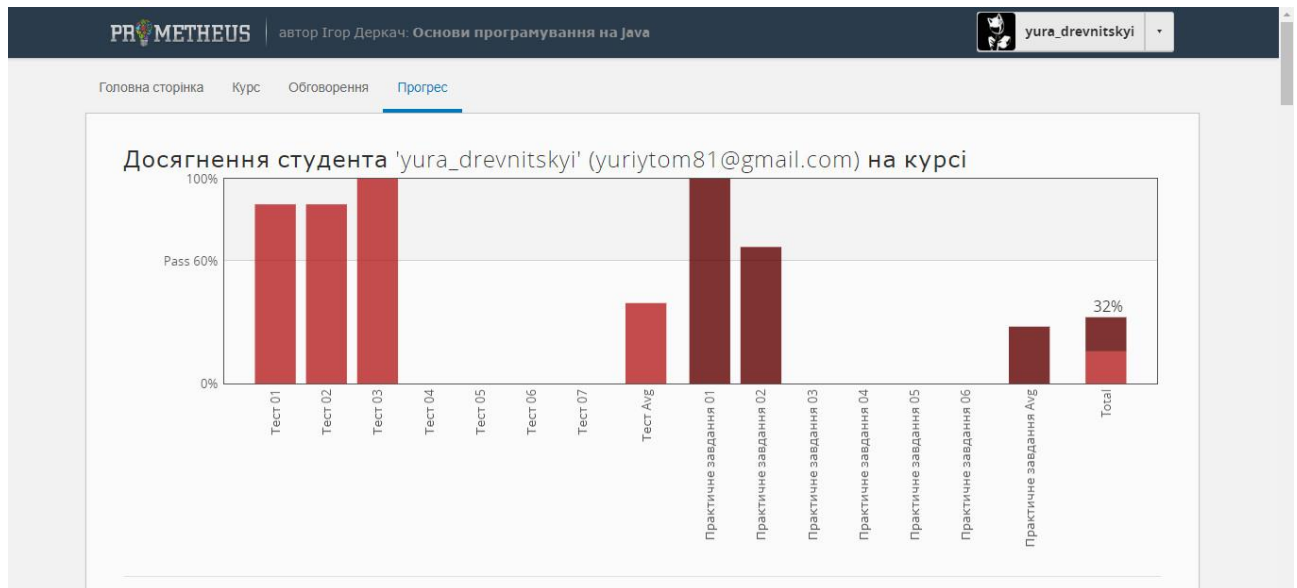 PROMETHEUS
автор Ігор Деркач: Основи програмування на Java
yura_drevnitskyi
Головна сторінка Курс Обговорення Прогрес
Досягнення студента 'yura_drevnitskyi' (yuriytom81@gmail.com) на курсі
100%
Pass 60%
0%
32%
Тест 01
Тест 02
Тест 03
Тест 04
Тест 05
Тест 06
Тест 07
Тест Avg
Практичне завдання 01
Практичне завдання 02
Практичне завдання 03
Практичне завдання 04
Практичне завдання 05
Практичне завдання 06
Практичне завдання Avg
Total